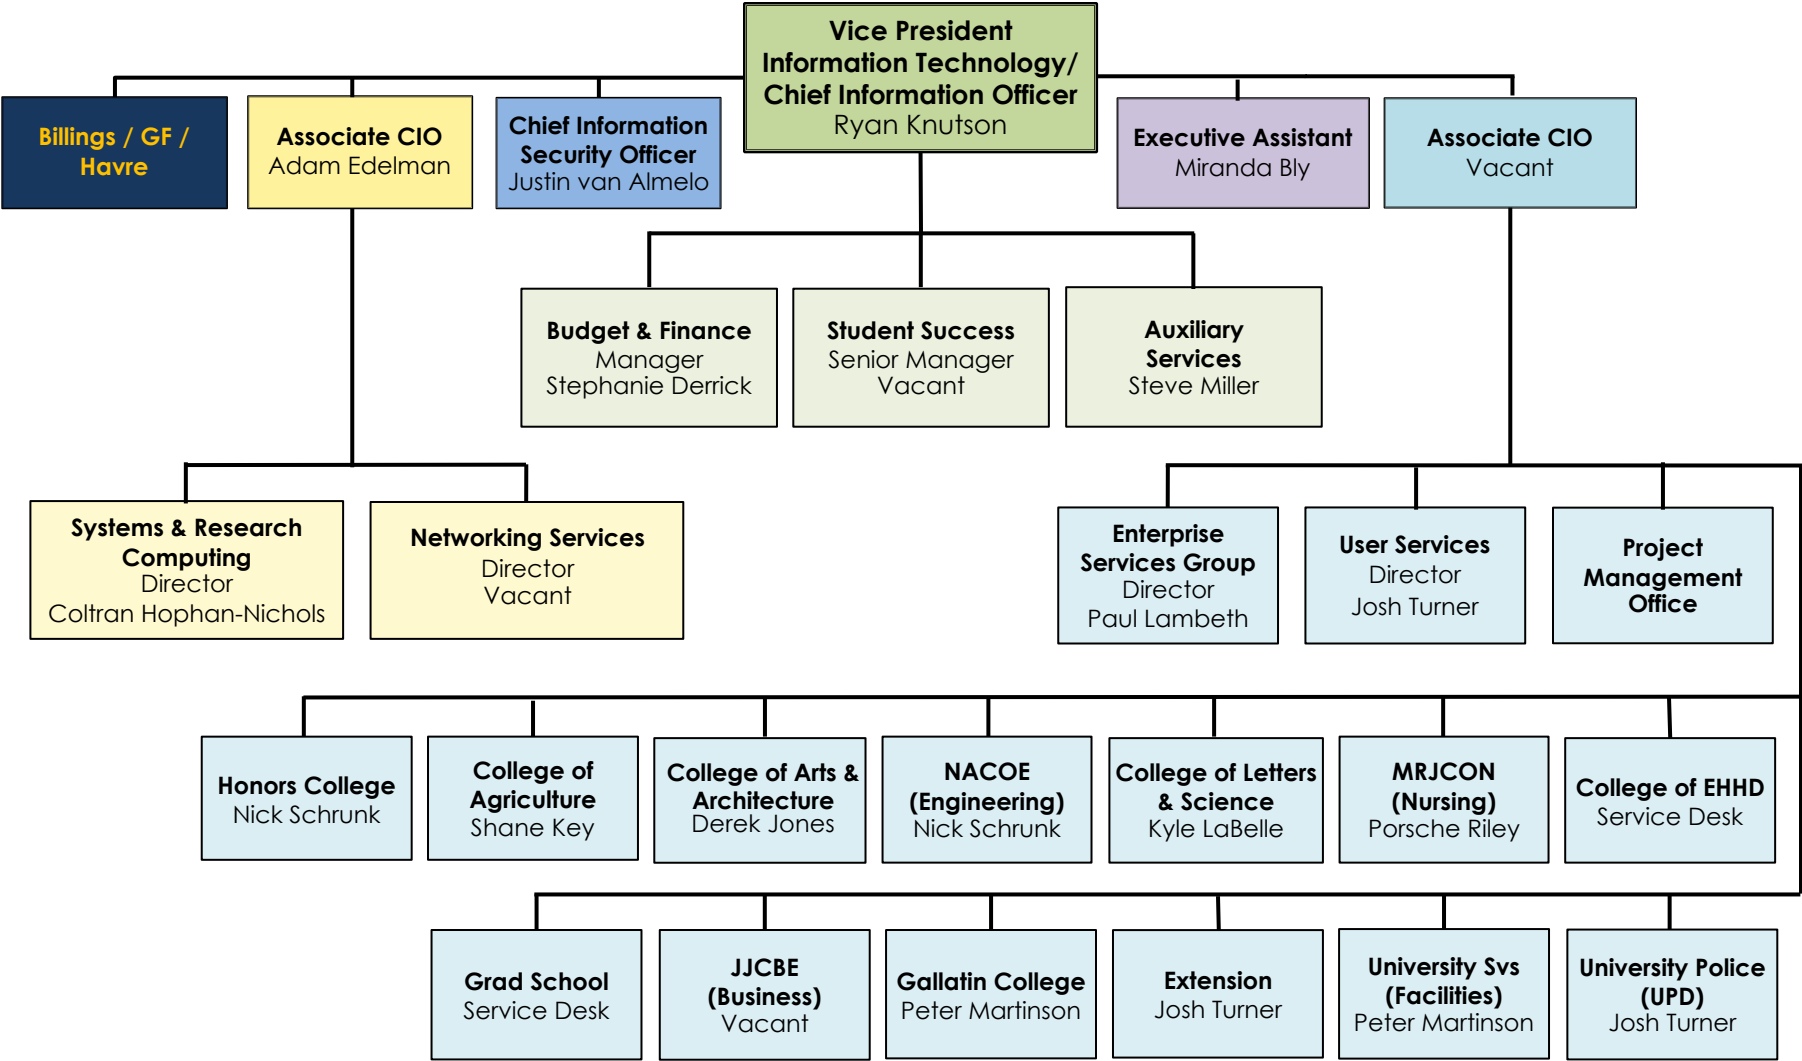 Vice President
Information Technology/
Chief Information Officer
Ryan Knutson
Billings / GF /
Havre
Associate CIO
Adam Edelman
Chief Information
Security Officer
Justin van Almelo
Executive Assistant
Miranda Bly
Associate CIO
Vacant
Budget & Finance
Manager
Stephanie Derrick
Student Success
Senior Manager
Vacant
Auxiliary
Services
Steve Miller
Systems & Research
Computing
Director
Coltran Hophan-Nichols
Networking Services
Director
Vacant
Enterprise
Services Group
Director
Paul Lambeth
User Services
Director
Josh Turner
Project
Management
Office
Honors College
Nick Schrunk
College of
Agriculture
Shane Key
College of Arts &
Architecture
Derek Jones
NACOE
(Engineering)
Nick Schrunk
College of Letters
& Science
Kyle LaBelle
MRJCON
(Nursing)
Porsche Riley
College of EHHD
Service Desk
Grad School
Service Desk
JJCBE
(Business)
Vacant
Gallatin College
Peter Martinson
Extension
Josh Turner
University Svs
(Facilities)
Peter Martinson
University Police
(UPD)
Josh Turner